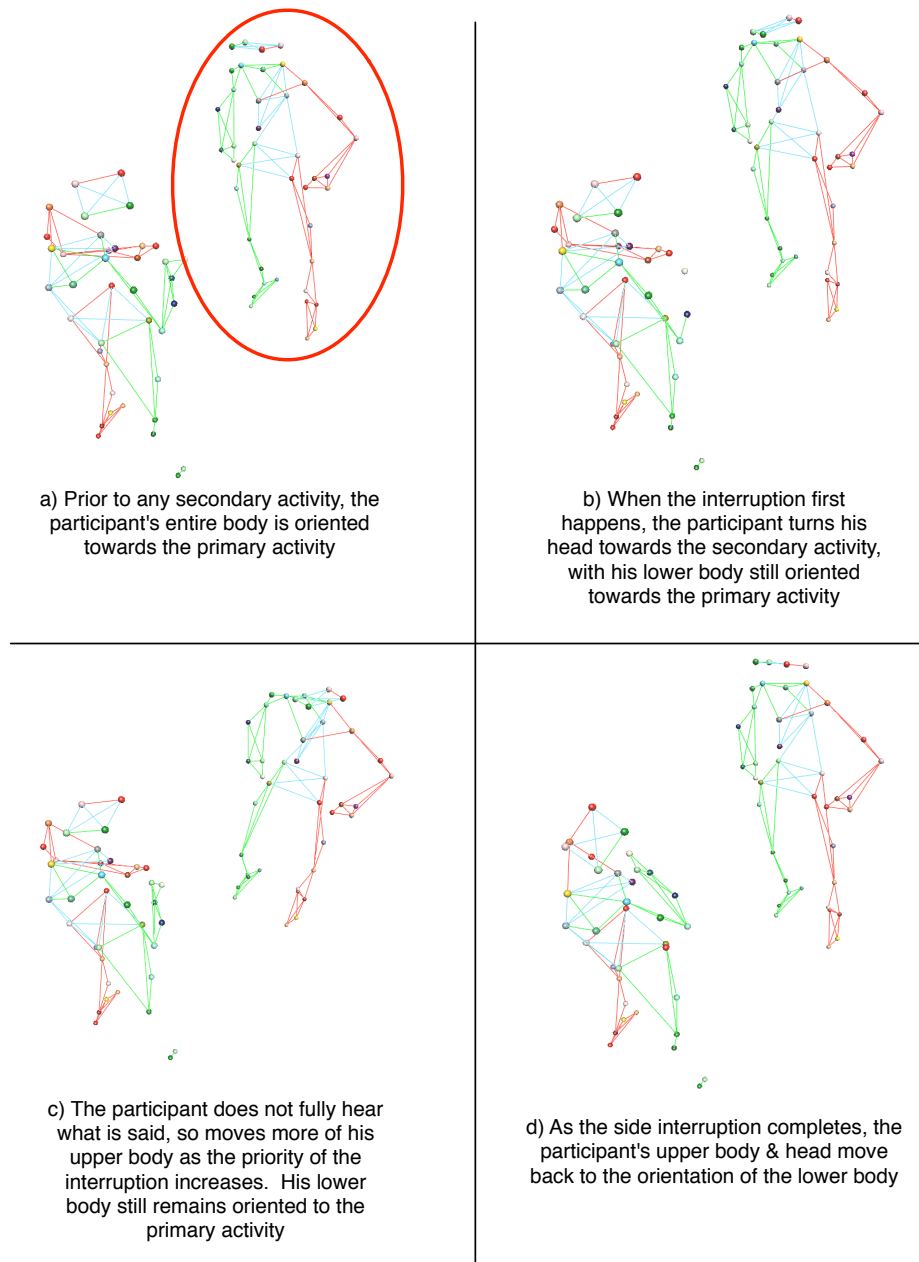 a) Prior to any secondary activity, the
participant's entire body is oriented
towards the primary activity
b) When the interruption first
happens, the participant turns his
head towards the secondary activity,
with his lower body still oriented
towards the primary activity
c) The participant does not fully hear
what is said, so moves more of his
upper body as the priority of the
interruption increases.  His lower
body still remains oriented to the
primary activity
d) As the side interruption completes, the
participant's upper body & head move
back to the orientation of the lower body